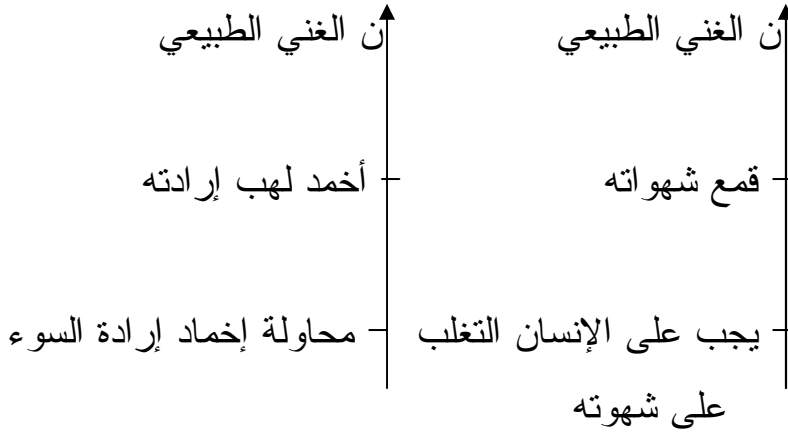 ن الغني الطبيعي
قمع شهواته
يجب على الإنسان التغلب
على شهوته
ن الغني الطبيعي
أخمد لهب إرادته
محاولة إخماد إرادة السوء